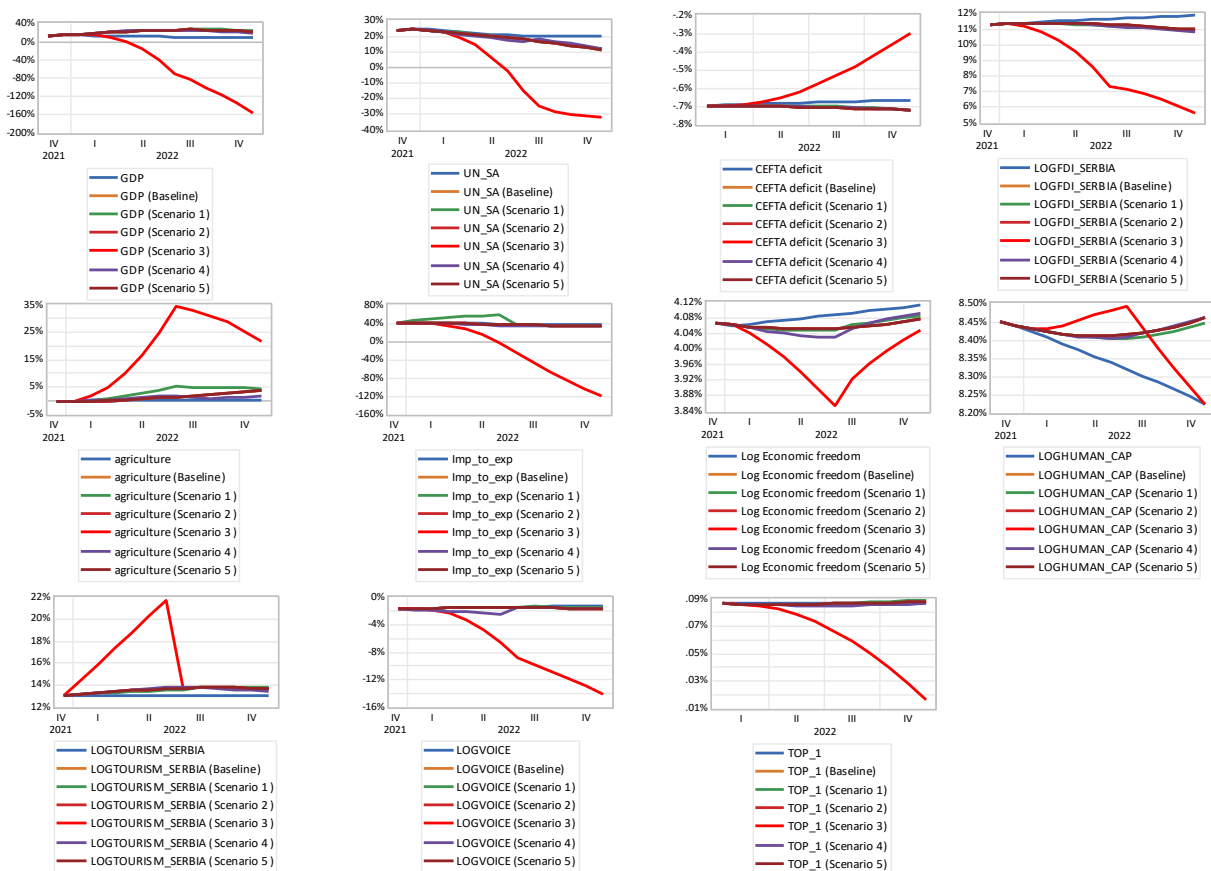 40%
0%
-40%
-80%
-120%
-160%
-200%
IV I II III IV
2021 2022
GDP
GDP (Baseline)
GDP (Scenario 1)
GDP (Scenario 2)
GDP (Scenario 3)
GDP (Scenario 4)
GDP (Scenario 5)
30%
20%
10%
0%
-10%
-20%
-30%
-40%
IV I II III IV
2021 2022
UN_SA
UN_SA (Baseline)
UN_SA (Scenario 1)
UN_SA (Scenario 2)
UN_SA (Scenario 3)
UN_SA (Scenario 4)
UN_SA (Scenario 5)
-.2%
-.3%
-.4%
-.5%
-.6%
-.7%
-.8%
I II III IV
2022
CEFTA deficit
CEFTA deficit (Baseline)
CEFTA deficit (Scenario 1)
CEFTA deficit (Scenario 2)
CEFTA deficit (Scenario 3)
CEFTA deficit (Scenario 4)
CEFTA deficit (Scenario 5)
12%
11%
10%
9%
8%
7%
6%
5%
IV I II III IV
2021 2022
LOGFDI_SERBIA
LOGFDI_SERBIA (Baseline)
LOGFDI_SERBIA (Scenario 1)
LOGFDI_SERBIA (Scenario 2)
LOGFDI_SERBIA (Scenario 3)
LOGFDI_SERBIA (Scenario 4)
LOGFDI_SERBIA (Scenario 5)
35%
25%
15%
5%
-5%
IV I II III IV
2021 2022
agriculture
agriculture (Baseline)
agriculture (Scenario 1)
agriculture (Scenario 2)
agriculture (Scenario 3)
agriculture (Scenario 4)
agriculture (Scenario 5)
80%
40%
0%
-40%
-80%
-120%
-160%
IV I II III IV
2021 2022
Imp_to_exp
Imp_to_exp (Baseline)
Imp_to_exp (Scenario 1)
Imp_to_exp (Scenario 2)
Imp_to_exp (Scenario 3)
Imp_to_exp (Scenario 4)
Imp_to_exp (Scenario 5)
4.12%
4.08%
4.04%
4.00%
3.96%
3.92%
3.88%
3.84%
IV I II III IV
2021 2022
Log Economic freedom
Log Economic freedom (Baseline)
Log Economic freedom (Scenario 1)
Log Economic freedom (Scenario 2)
Log Economic freedom (Scenario 3)
Log Economic freedom (Scenario 4)
Log Economic freedom (Scenario 5)
8.50%
8.45%
8.40%
8.35%
8.30%
8.25%
8.20%
IV I II III IV
2021 2022
LOGHUMAN_CAP
LOGHUMAN_CAP (Baseline)
LOGHUMAN_CAP (Scenario 1)
LOGHUMAN_CAP (Scenario 2)
LOGHUMAN_CAP (Scenario 3)
LOGHUMAN_CAP (Scenario 4)
LOGHUMAN_CAP (Scenario 5)
22%
20%
18%
16%
14%
12%
IV I II III IV
2021 2022
LOGTOURISM_SERBIA
LOGTOURISM_SERBIA (Baseline)
LOGTOURISM_SERBIA (Scenario 1)
LOGTOURISM_SERBIA (Scenario 2)
LOGTOURISM_SERBIA (Scenario 3)
LOGTOURISM_SERBIA (Scenario 4)
LOGTOURISM_SERBIA (Scenario 5)
0%
-4%
-8%
-12%
-16%
IV I II III IV
2021 2022
LOGVOICE
LOGVOICE (Baseline)
LOGVOICE (Scenario 1)
LOGVOICE (Scenario 2)
LOGVOICE (Scenario 3)
LOGVOICE (Scenario 4)
LOGVOICE (Scenario 5)
.09%
.07%
.05%
.03%
.01%
I II III IV
2022
TOP_1
TOP_1 (Baseline)
TOP_1 (Scenario 1)
TOP_1 (Scenario 2)
TOP_1 (Scenario 3)
TOP_1 (Scenario 4)
TOP_1 (Scenario 5)